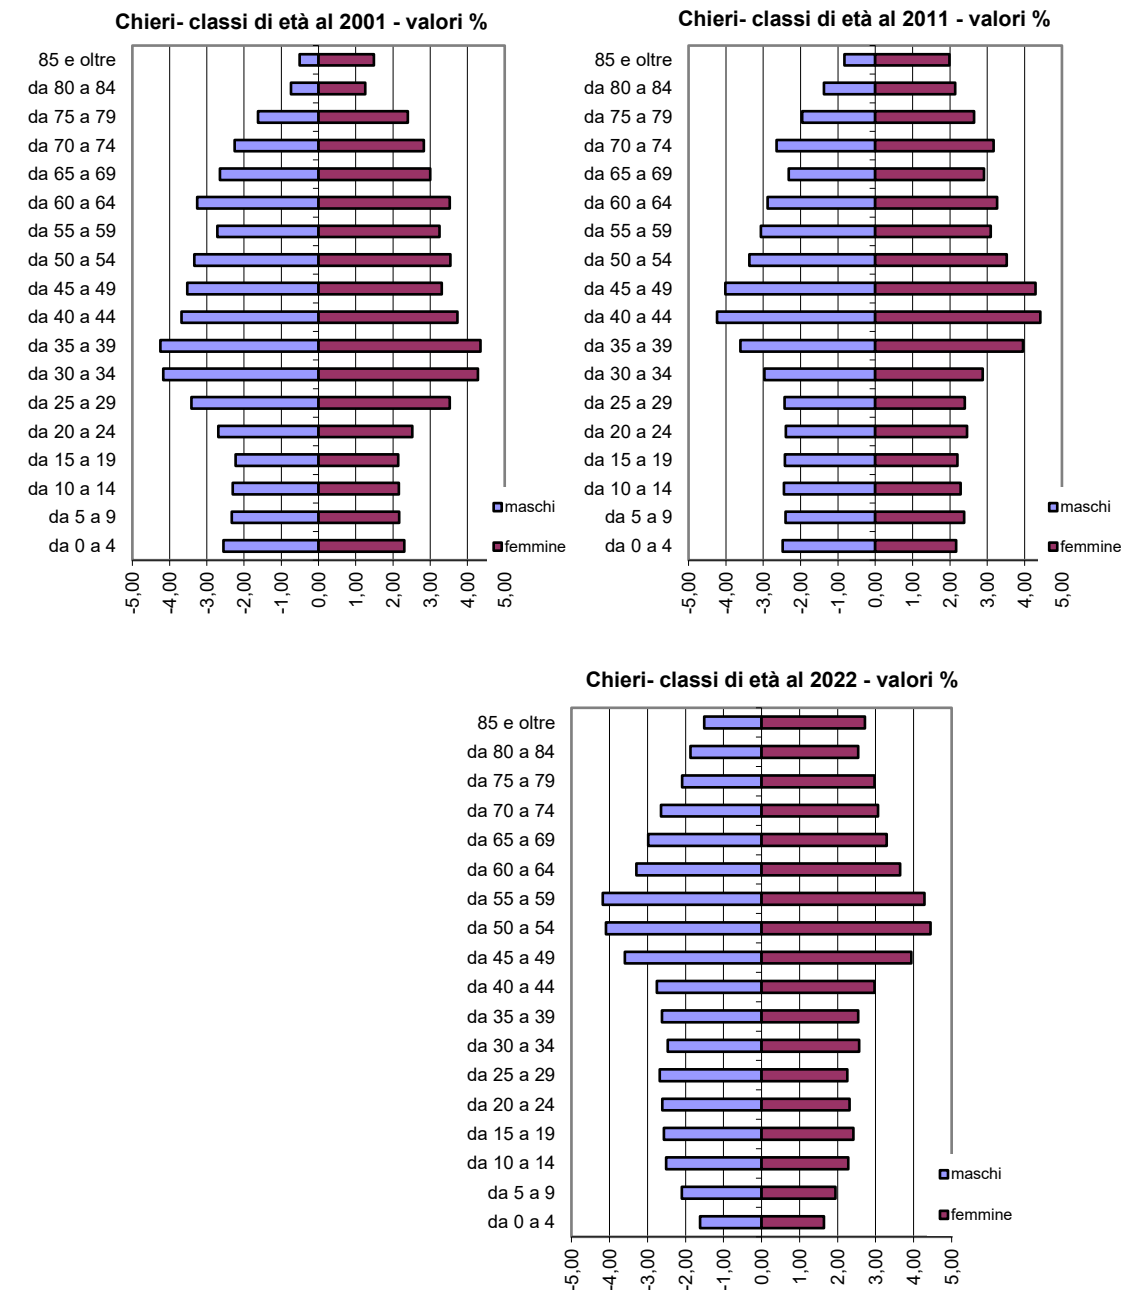 Chieri- classi di età al 2001 - valori %
85 e oltre
da 80 a 84
da 75 a 79
da 70 a 74
da 65 a 69
da 60 a 64
da 55 a 59
da 50 a 54
da 45 a 49
da 40 a 44
da 35 a 39
da 30 a 34
da 25 a 29
da 20 a 24
da 15 a 19
da 10 a 14
da 5 a 9
da 0 a 4
maschi
femmine
-5,00
-4,00
-3,00
-2,00
-1,00
0,00
1,00
2,00
3,00
4,00
5,00
Chieri- classi di età al 2011 - valori %
85 e oltre
da 80 a 84
da 75 a 79
da 70 a 74
da 65 a 69
da 60 a 64
da 55 a 59
da 50 a 54
da 45 a 49
da 40 a 44
da 35 a 39
da 30 a 34
da 25 a 29
da 20 a 24
da 15 a 19
da 10 a 14
da 5 a 9
da 0 a 4
maschi
femmine
-5,00
-4,00
-3,00
-2,00
-1,00
0,00
1,00
2,00
3,00
4,00
5,00
Chieri- classi di età al 2022 - valori %
85 e oltre
da 80 a 84
da 75 a 79
da 70 a 74
da 65 a 69
da 60 a 64
da 55 a 59
da 50 a 54
da 45 a 49
da 40 a 44
da 35 a 39
da 30 a 34
da 25 a 29
da 20 a 24
da 15 a 19
da 10 a 14
da 5 a 9
da 0 a 4
maschi
femmine
-5,00
-4,00
-3,00
-2,00
-1,00
0,00
1,00
2,00
3,00
4,00
5,00